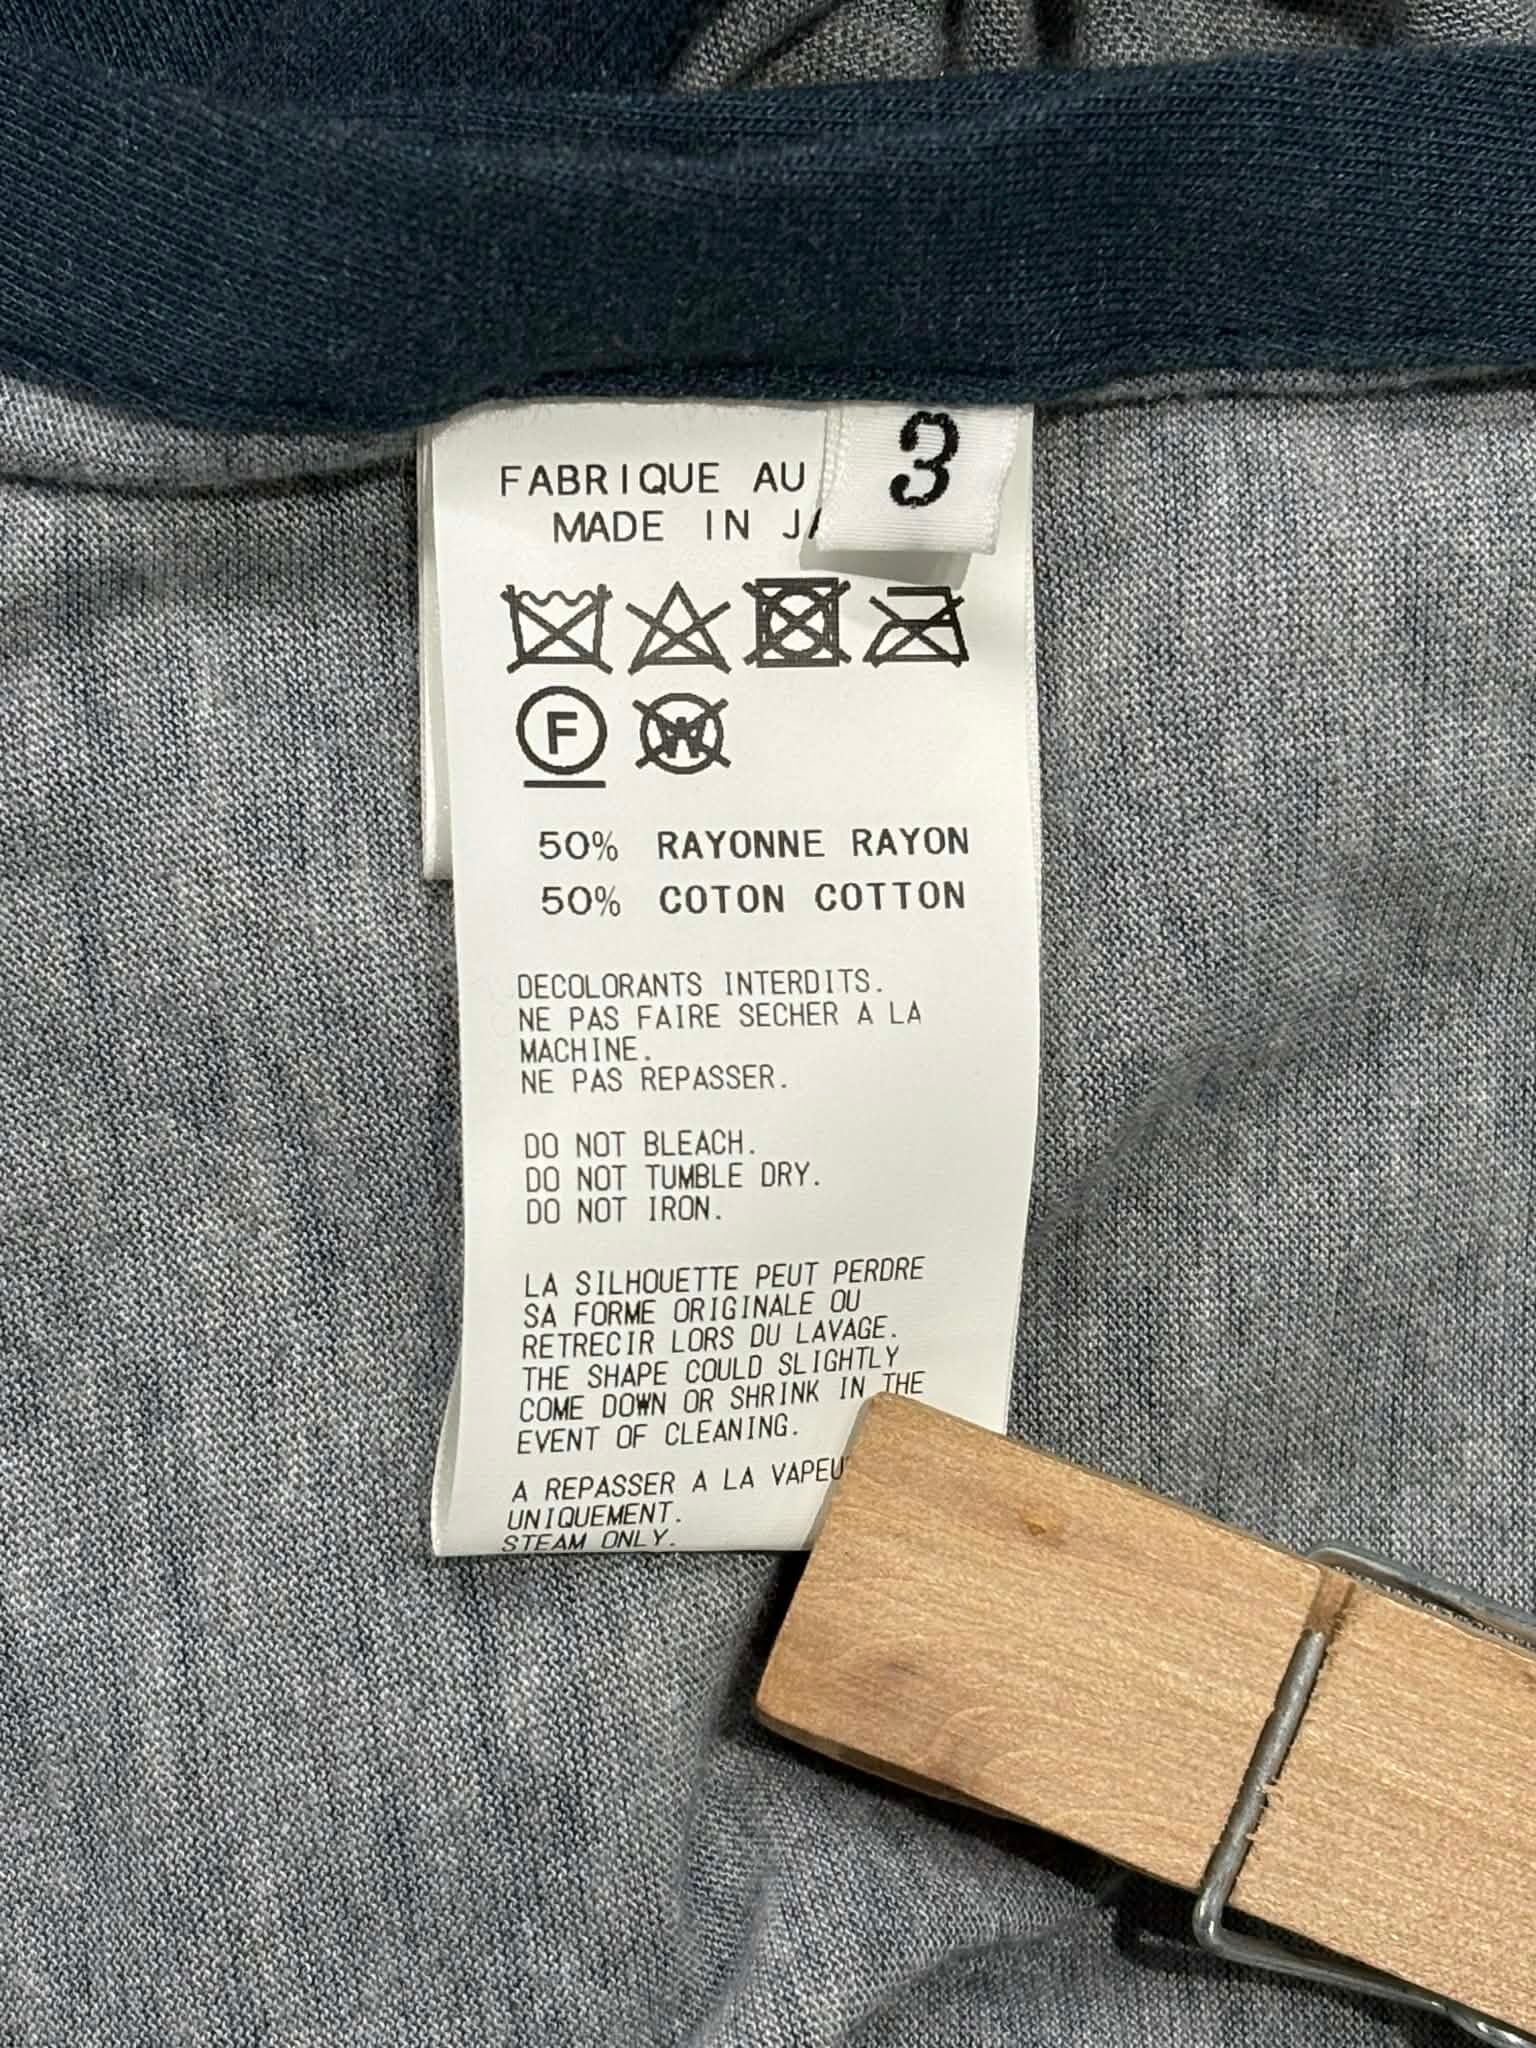 3
FABRIQUE AU
MADE IN
F
W
50% RAYONNE RAYON
50% COTON COTTON
DECOLORANTS INTERDITS.
NE PAS FAIRE SECHER A LA
MACHINE.
NE PAS REPASSER.
DO NOT BLEACH.
DO NOT TUMBLE DRY.
DO NOT IRON.
LA SILHOUETTE PEUT PERDRE
SA FORME ORIGINALE OU
RETRECIR LORS DU LAVAGE.
THE SHAPE COULD SLIGHTLY
COME DOWN OR SHRINK IN THE
EVENT OF CLEANING.
A REPASSER A LA
UNIQUEMENT.
STEAM ONLY.